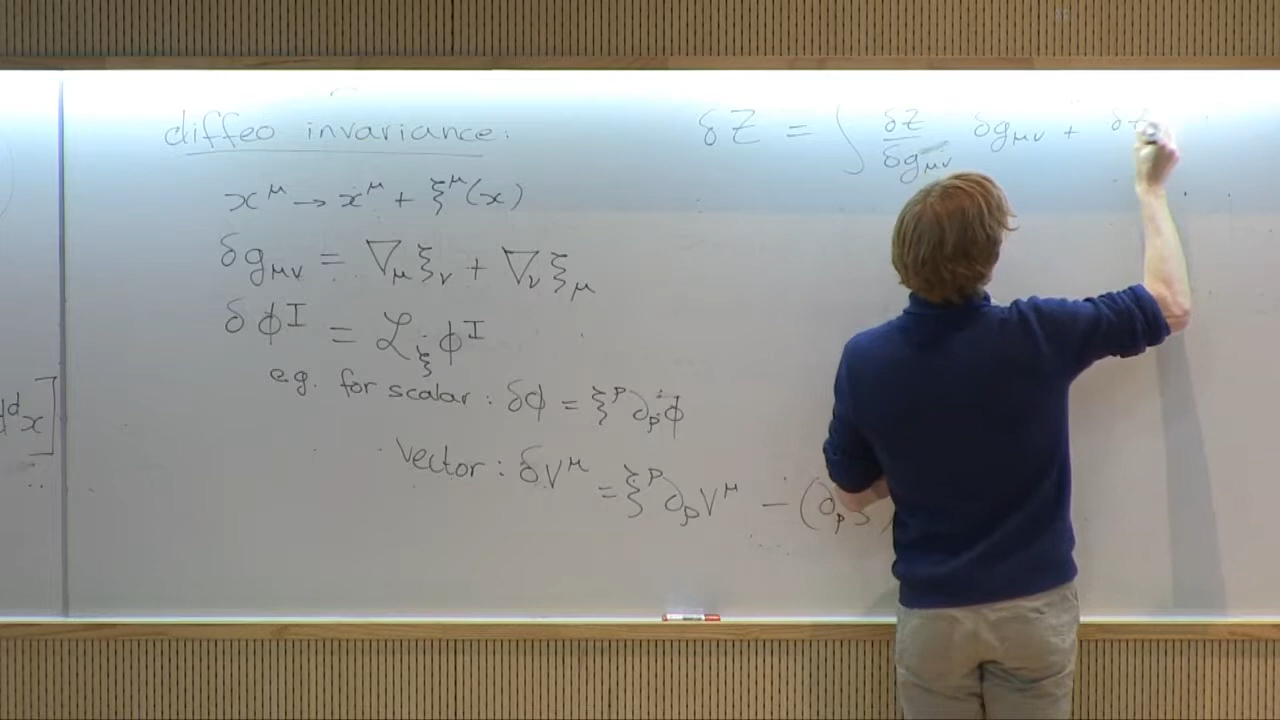 diffeo invariance:
x^μ → x^μ + ξ^μ(x)
δg_μν = ∇_μ ξ_ν + ∇_ν ξ_μ
δϕ^I = ℒ_ξ ϕ^I
e.g. for scalar : δϕ = ξ^ρ ∂_ρ ϕ
vector : δV^μ = ξ^ρ ∂_ρ V^μ − (∂_ρ ξ
δZ = ∫ δZ/δg_μν δg_μν + δZ
d^d x]